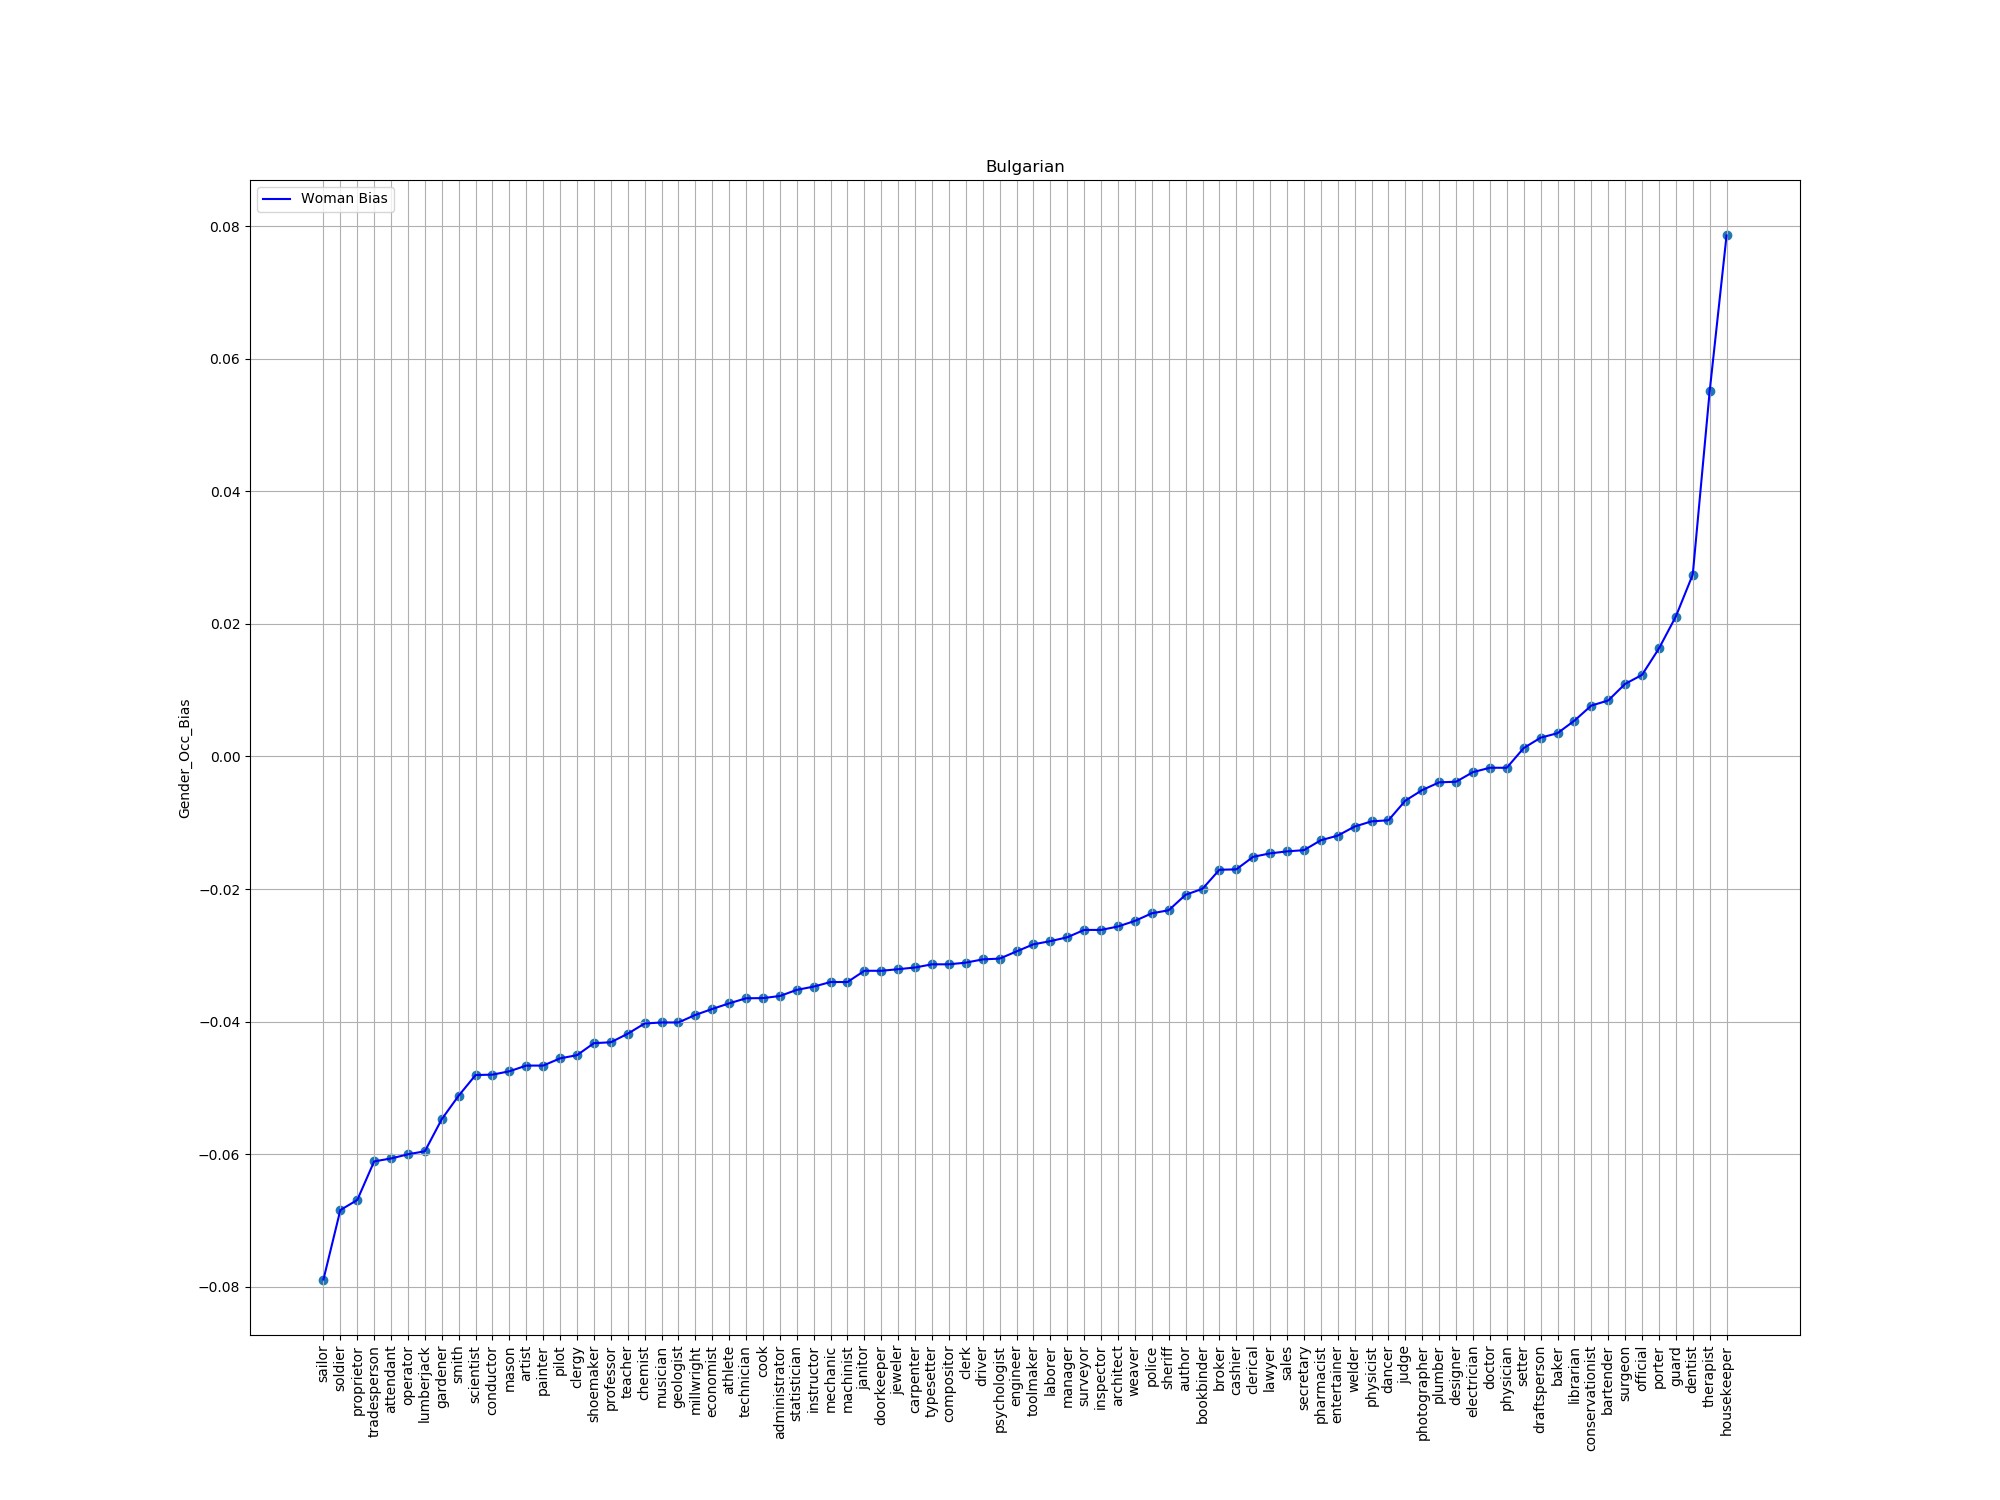 Bulgarian
Woman Bias
0.08
0.06
0.04
0.02
0.00
−0.02
−0.04
−0.06
−0.08
Gender_Occ_Bias
sailor
soldier
proprietor
tradesperson
attendant
operator
lumberjack
gardener
smith
scientist
conductor
mason
artist
painter
pilot
clergy
shoemaker
professor
teacher
chemist
musician
geologist
millwright
economist
athlete
technician
cook
administrator
statistician
instructor
mechanic
machinist
janitor
doorkeeper
jeweler
carpenter
typesetter
compositor
clerk
driver
psychologist
engineer
toolmaker
laborer
manager
surveyor
inspector
architect
weaver
police
sheriff
author
bookbinder
broker
cashier
clerical
lawyer
sales
secretary
pharmacist
entertainer
welder
physicist
dancer
judge
photographer
plumber
designer
electrician
doctor
physician
setter
draftsperson
baker
librarian
conservationist
bartender
surgeon
official
porter
guard
dentist
therapist
housekeeper